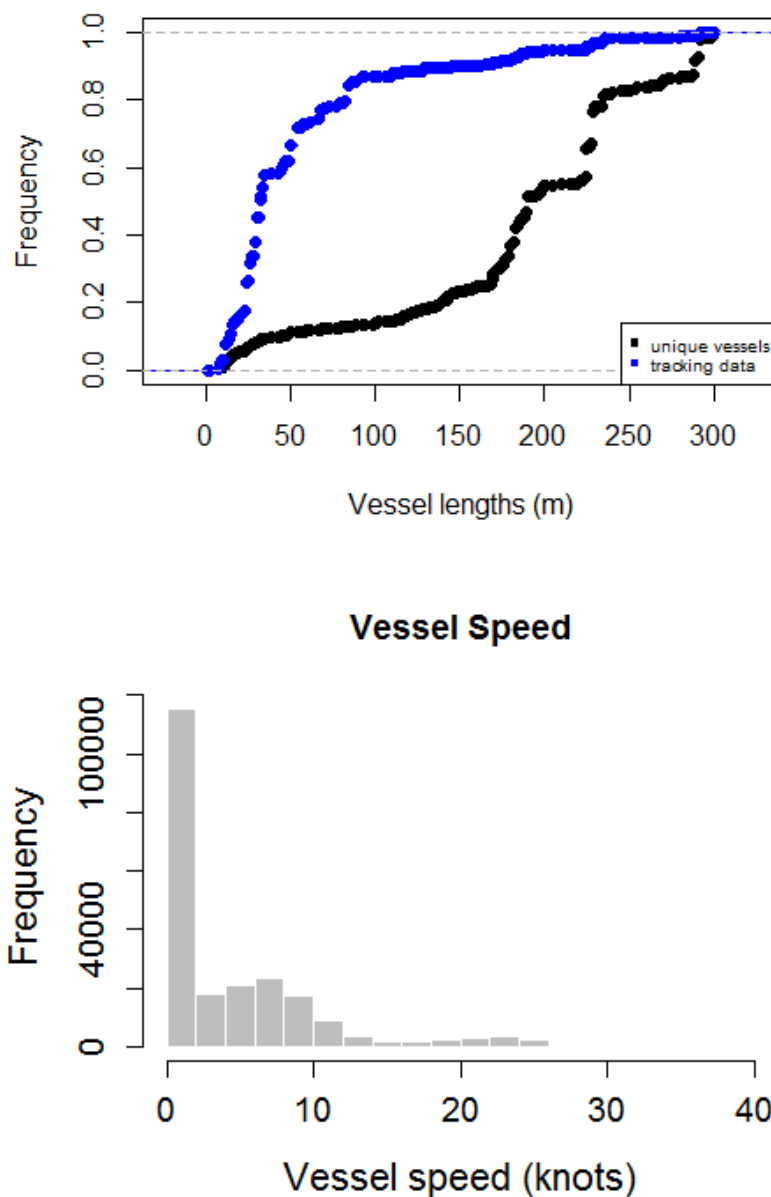 Frequency
1.0
0.8
0.6
0.4
0.2
0.0
unique vessels
tracking data
0 50 100 150 200 250 300
Vessel lengths (m)
Vessel Speed
Frequency
100000
40000
0
0 10 20 30 40
Vessel speed (knots)